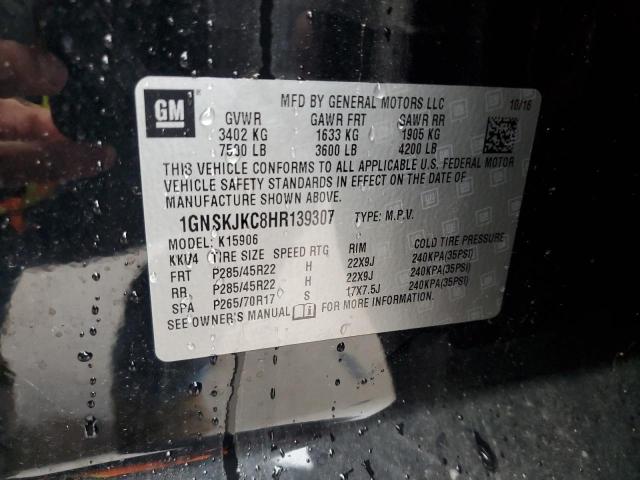 GM
MFD BY GENERAL MOTORS LLC 10/16
GVWR GAWR FRT GAWR RR
3402 KG 1633 KG 1905 KG
7500 LB 3600 LB 4200 LB
THIS VEHICLE CONFORMS TO ALL APPLICABLE U.S. FEDERAL MOTOR
VEHICLE SAFETY STANDARDS IN EFFECT ON THE DATE OF
MANUFACTURE SHOWN ABOVE.
1GNSKJKC8HR139307 TYPE: M.P.V.
MODEL: K15906
KKU4 TIRE SIZE SPEED RTG RIM COLD TIRE PRESSURE
FRT P285/45R22 H 22X9J 240KPA(35PSI)
RR P285/45R22 H 22X9J 240KPA(35PSI)
SPA P265/70R17 S 17X7.5J 240KPA(35PSI)
SEE OWNER'S MANUAL FOR MORE INFORMATION